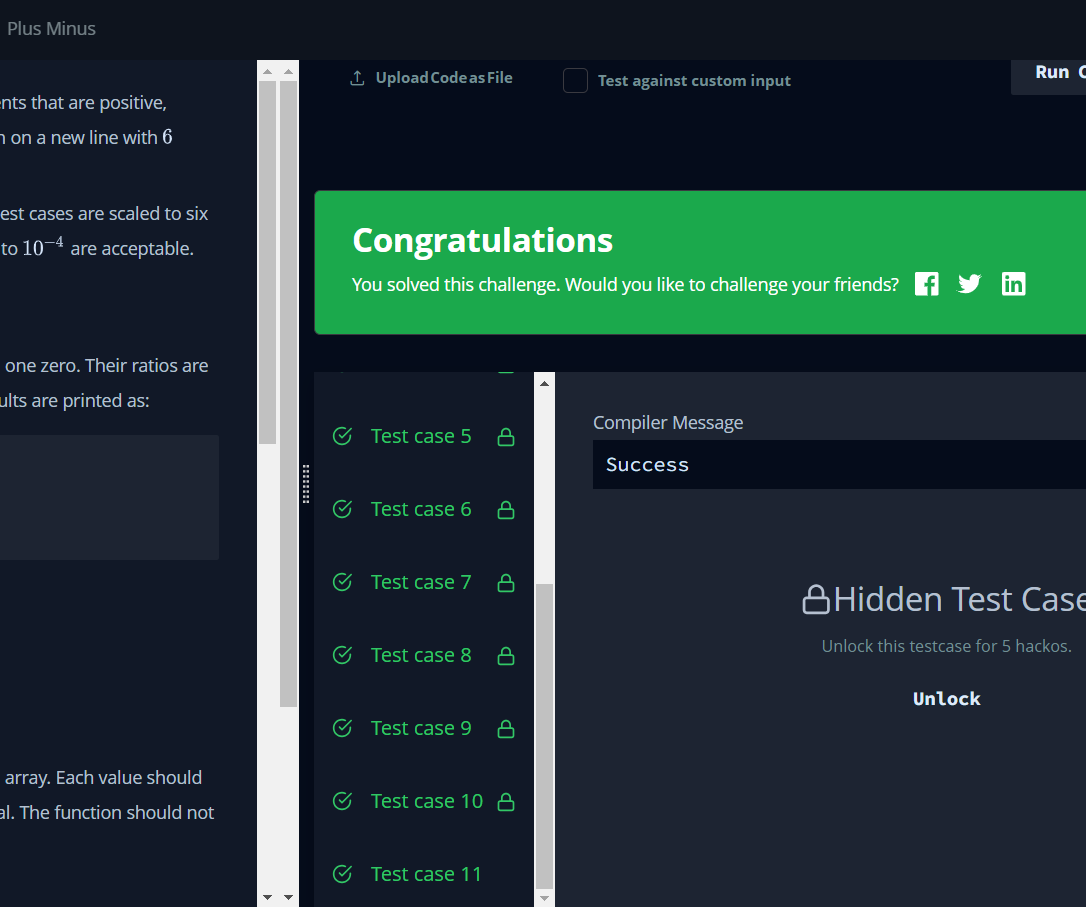 Plus Minus
nts that are positive,
on a new line with 6
est cases are scaled to six
to 10⁻⁴ are acceptable.
one zero. Their ratios are
ults are printed as:
array. Each value should
al. The function should not
Upload Code as File
Test against custom input
Run
Congratulations
You solved this challenge. Would you like to challenge your friends?
Test case 5
Test case 6
Test case 7
Test case 8
Test case 9
Test case 10
Test case 11
Compiler Message
Success
Hidden Test Case
Unlock this testcase for 5 hackos.
Unlock